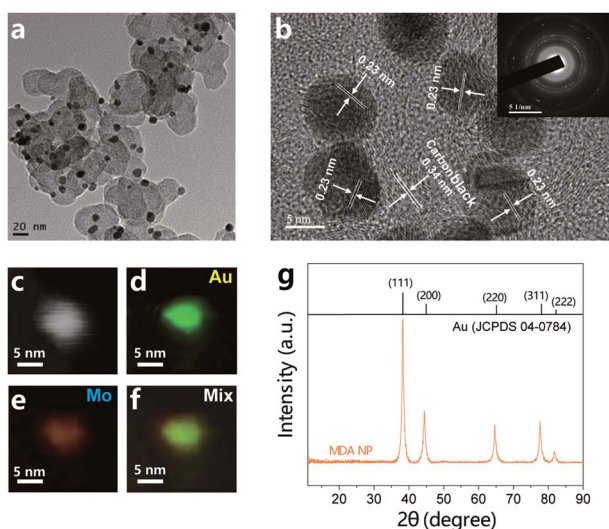 a
20 nm
b
0.23 nm
0.23 nm
0.23 nm
Carbon black
0.34 nm
0.23 nm
5 nm
5 1/nm
c
5 nm
d
Au
5 nm
e
Mo
5 nm
f
Mix
5 nm
g
(111)
(200)
(220)
(311)
(222)
Au (JCPDS 04-0784)
MDA NP
Intensity (a.u.)
20 30 40 50 60 70 80 90
2θ (degree)